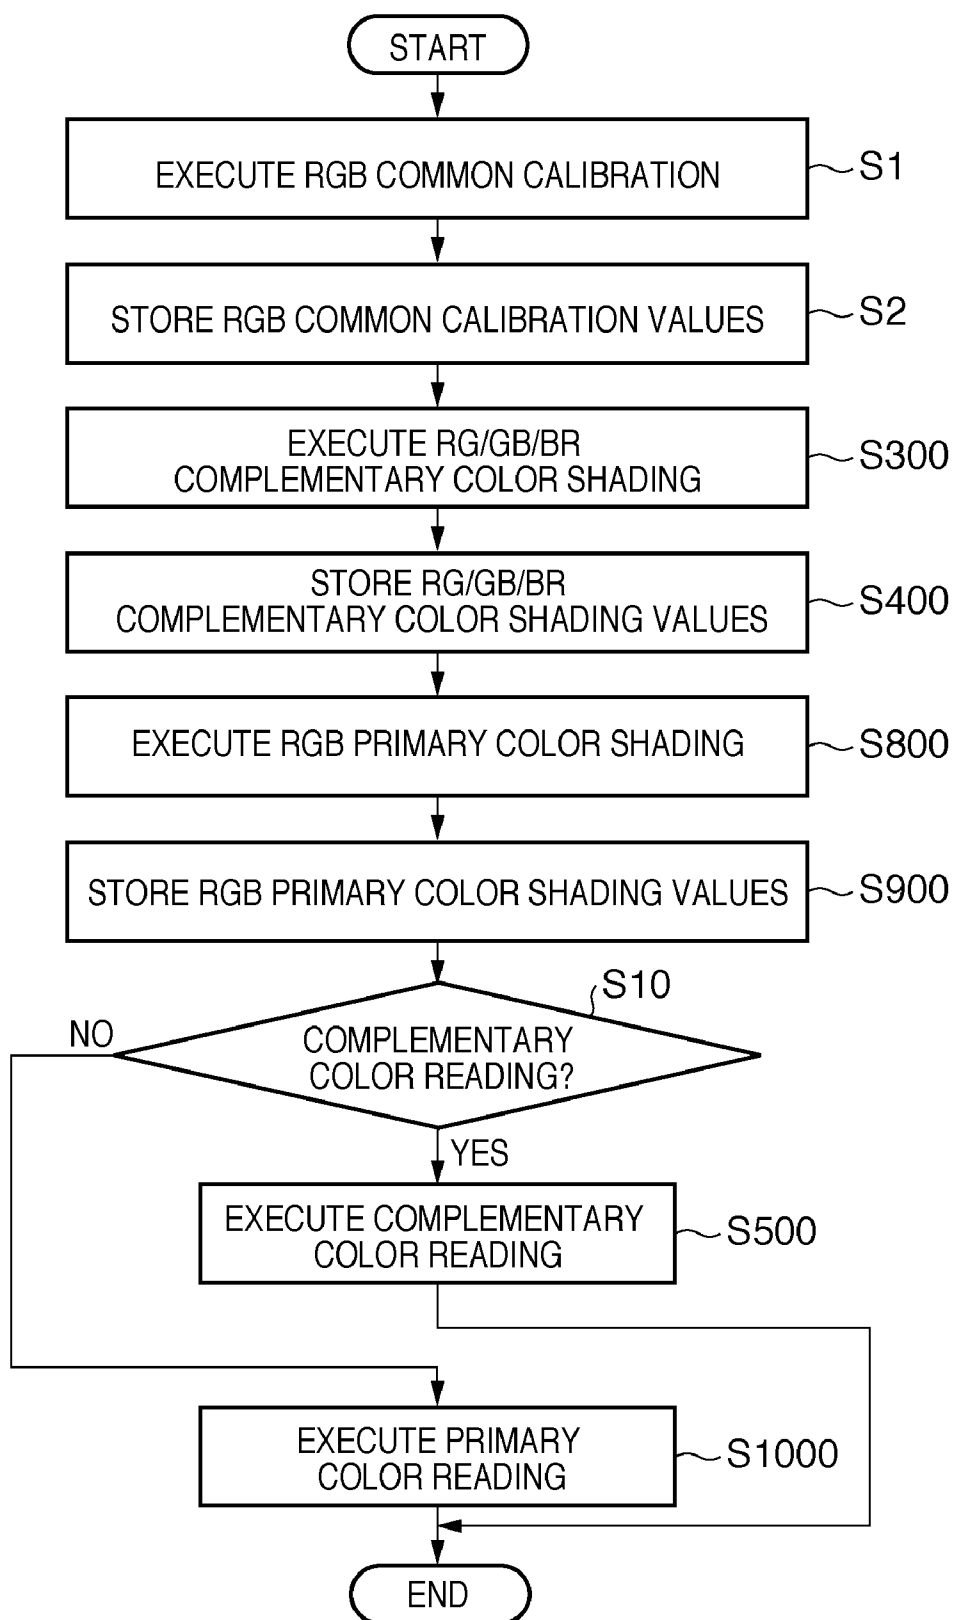 START
EXECUTE RGB COMMON CALIBRATION
S1
STORE RGB COMMON CALIBRATION VALUES
S2
EXECUTE RG/GB/BR
COMPLEMENTARY COLOR SHADING
S300
STORE RG/GB/BR
COMPLEMENTARY COLOR SHADING VALUES
S400
EXECUTE RGB PRIMARY COLOR SHADING
S800
STORE RGB PRIMARY COLOR SHADING VALUES
S900
S10
NO
COMPLEMENTARY
COLOR READING?
YES
EXECUTE COMPLEMENTARY
COLOR READING
S500
EXECUTE PRIMARY
COLOR READING
S1000
END